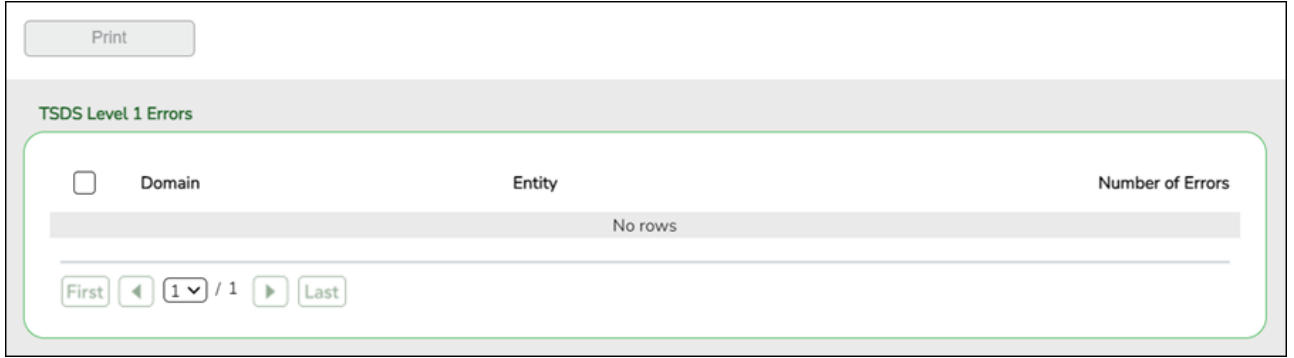 Print
TSDS Level 1 Errors
Domain Entity Number of Errors
No rows
First 1 / 1 Last